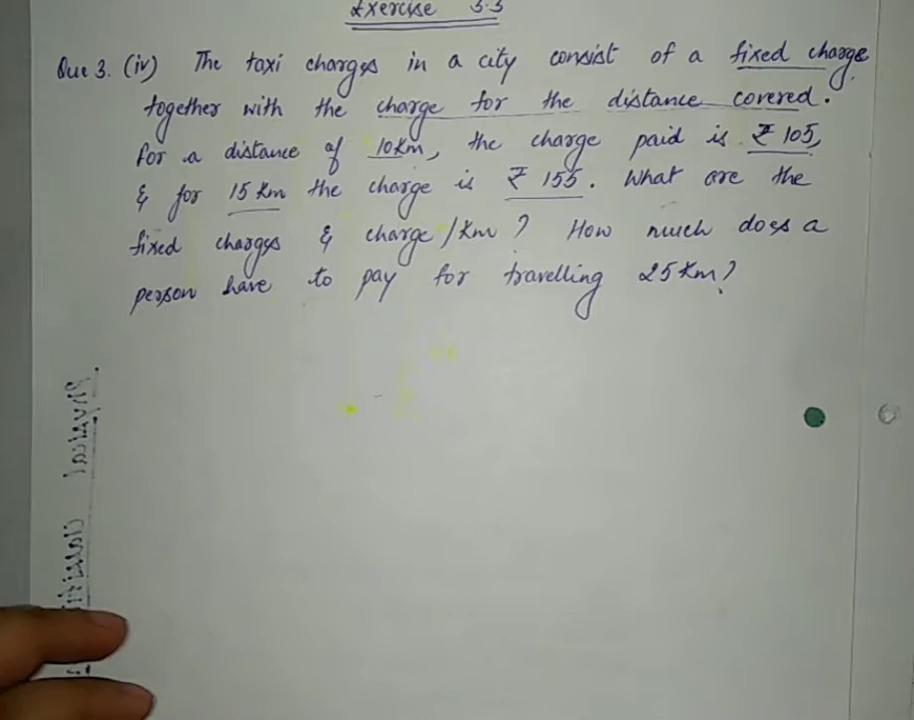 Exercise 3.3
Que 3. (iv) The taxi charges in a city consist of a fixed charge
together with the charge for the distance covered.
For a distance of 10Km, the charge paid is ₹ 105,
& for 15 Km the charge is ₹ 155. What are the
fixed charges & charge/Km? How much does a
person have to pay for travelling 25Km?